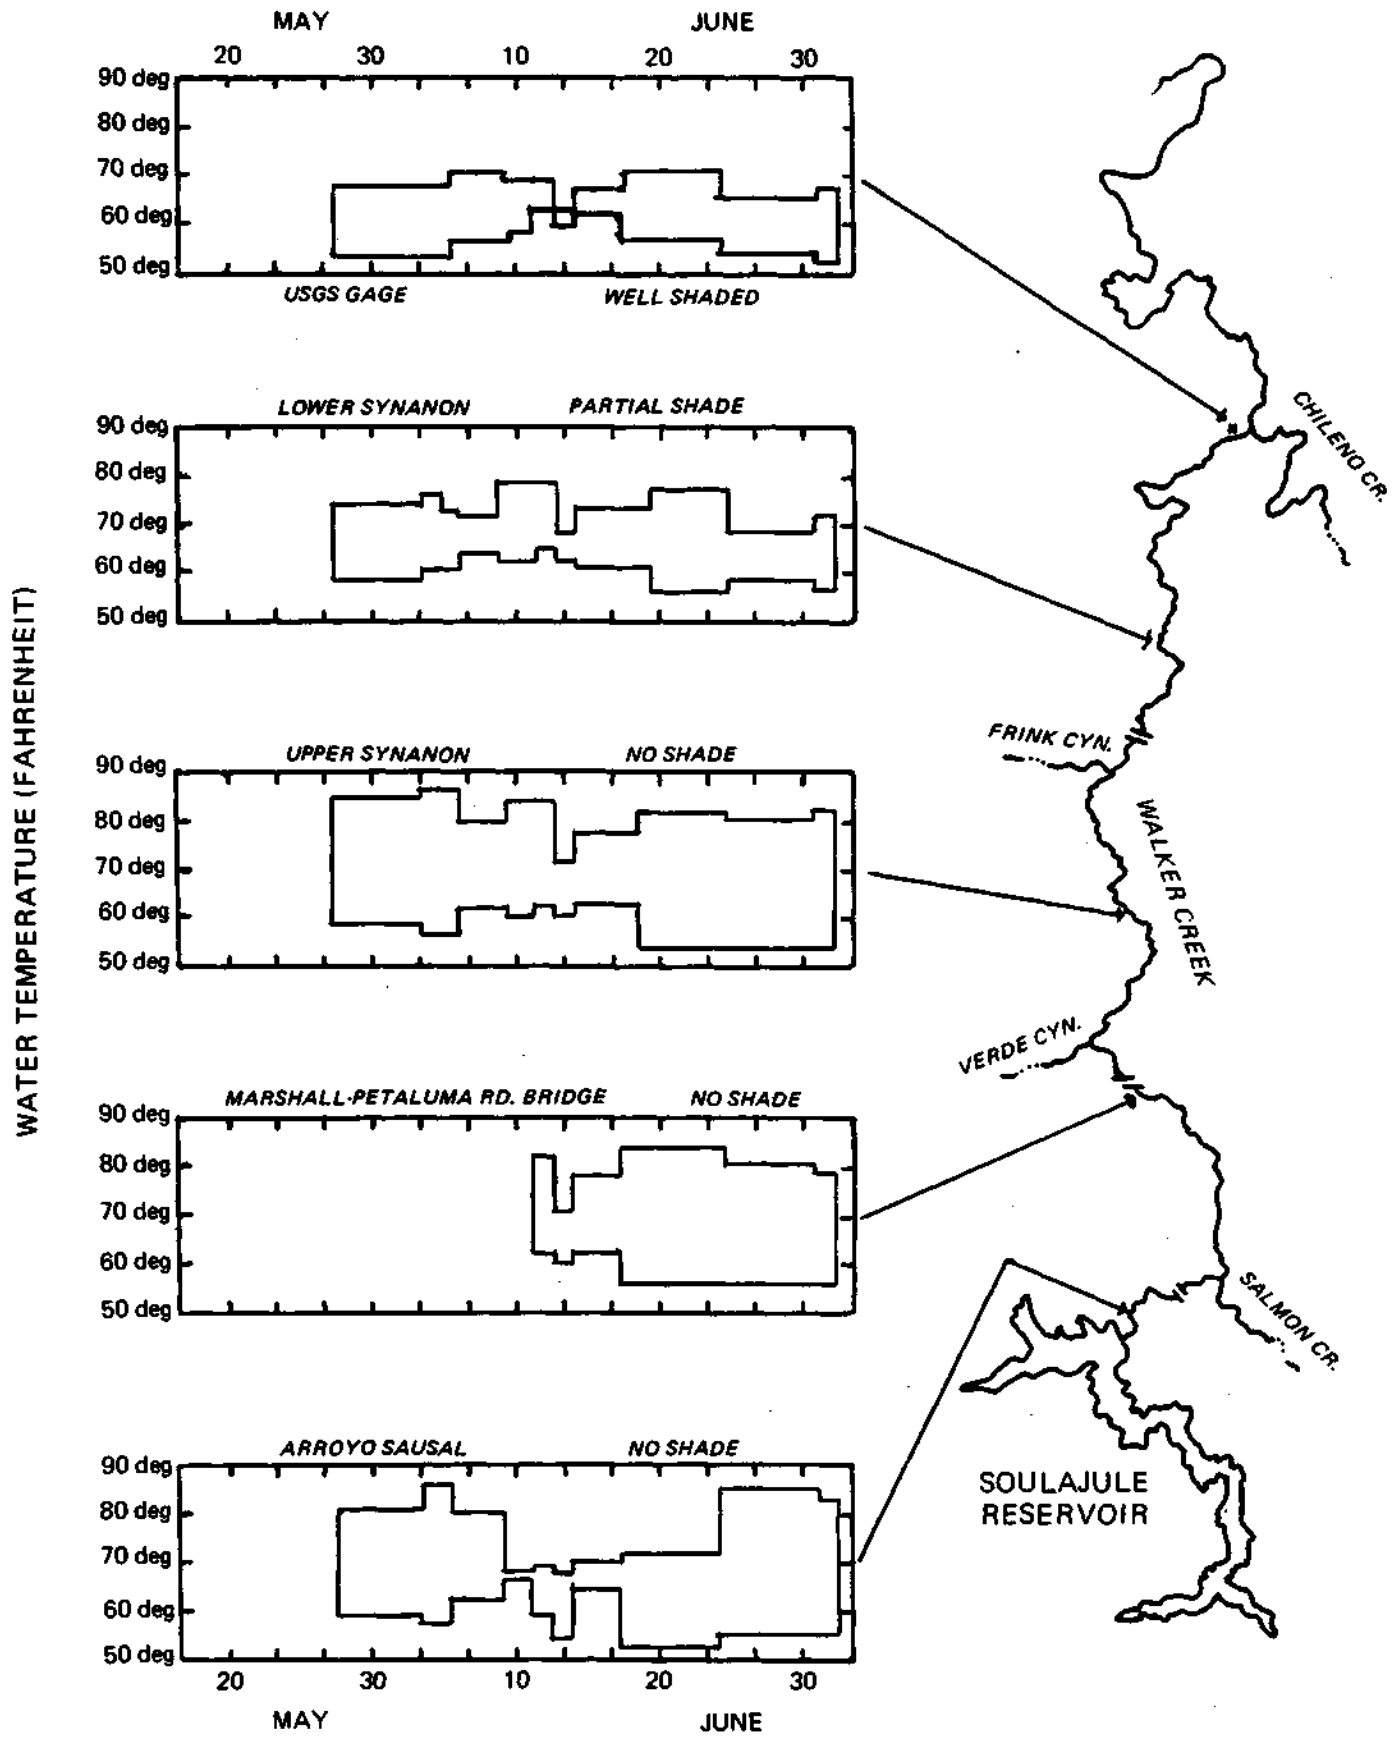 MAY JUNE
20 30 10 20 30
90 deg
80 deg
70 deg
60 deg
50 deg
USGS GAGE WELL SHADED
LOWER SYNANON PARTIAL SHADE
90 deg
80 deg
70 deg
60 deg
50 deg
UPPER SYNANON NO SHADE
90 deg
80 deg
70 deg
60 deg
50 deg
MARSHALL-PETALUMA RD. BRIDGE NO SHADE
90 deg
80 deg
70 deg
60 deg
50 deg
ARROYO SAUSAL NO SHADE
90 deg
80 deg
70 deg
60 deg
50 deg
20 30 10 20 30
MAY JUNE
WATER TEMPERATURE (FAHRENHEIT)
CHILENO CR.
FRINK CYN.
WALKER CREEK
VERDE CYN.
SALMON CR.
SOULAJULE
RESERVOIR